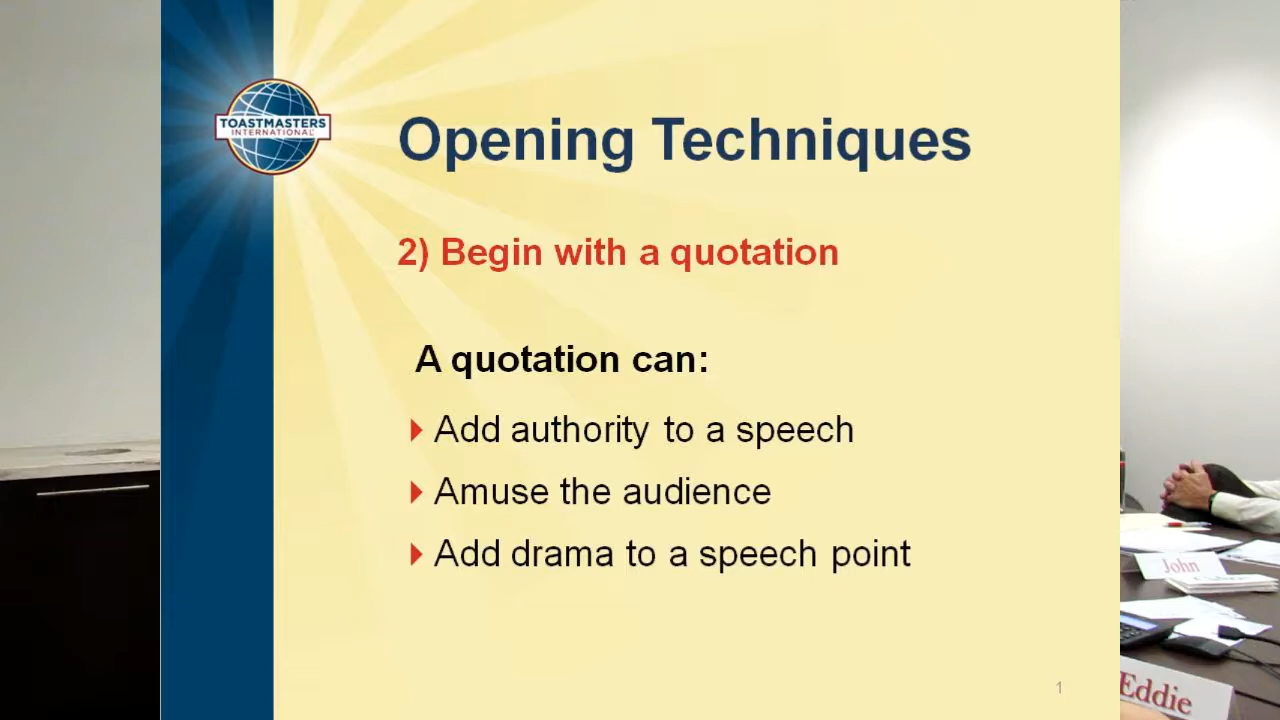 TOASTMASTERS
INTERNATIONAL
Opening Techniques
2) Begin with a quotation
A quotation can:
Add authority to a speech
Amuse the audience
Add drama to a speech point
1
John
Eddie